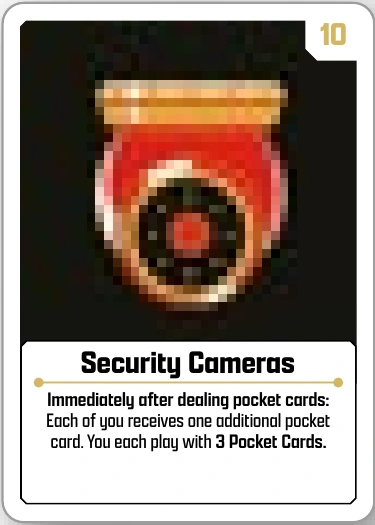 10
Security Cameras
Immediately after dealing pocket cards:
Each of you receives one additional pocket
card. You each play with 3 Pocket Cards.